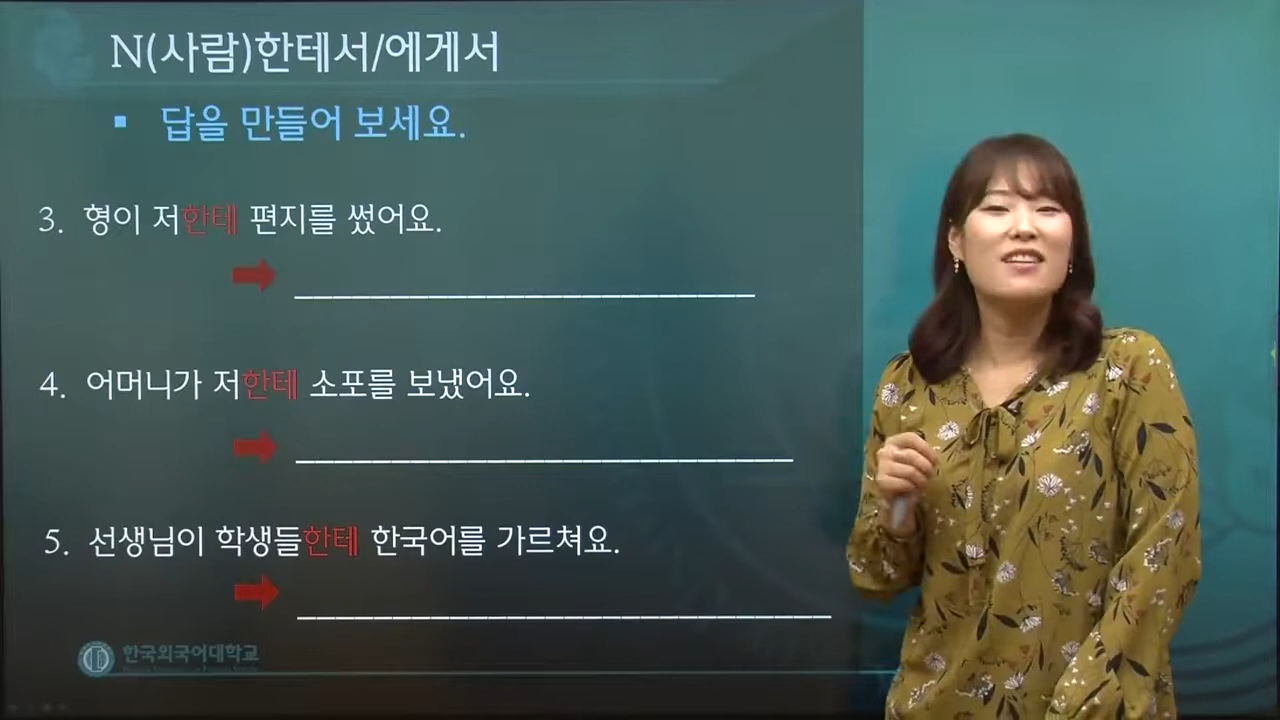 N(사람)한테서/에게서
▪ 답을 만들어 보세요.
3. 형이 저한테 편지를 썼어요.
➡ ________________________
4. 어머니가 저한테 소포를 보냈어요.
➡ __________________________
5. 선생님이 학생들한테 한국어를 가르쳐요.
➡ ____________________________
한국외국어대학교